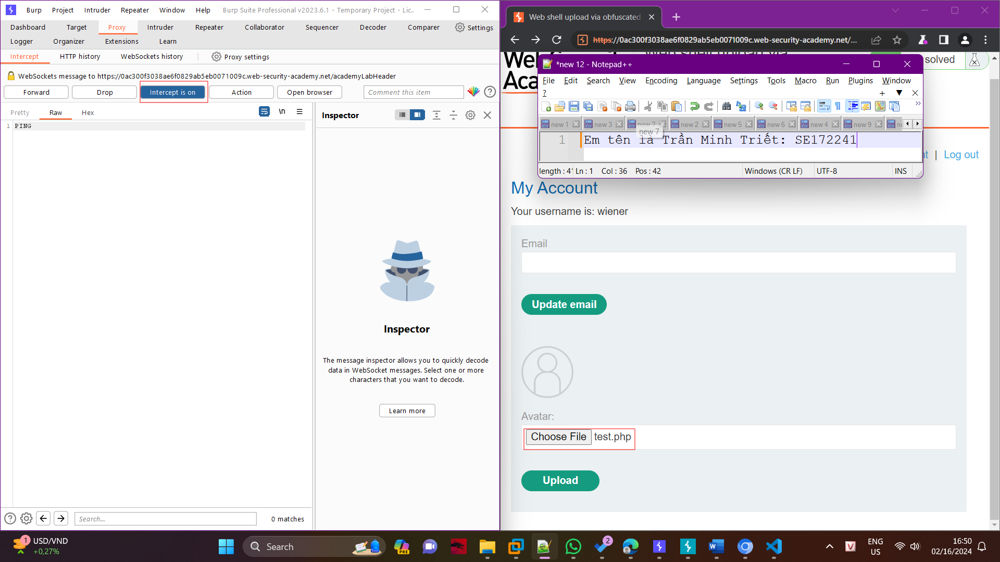 Burp Project Intruder Repeater Window Help Burp Suite Professional v2023.6.1 - Temporary Project - Lic..
Dashboard Target Proxy Intruder Repeater Collaborator Sequencer Decoder Comparer Settings
Logger Organizer Extensions Learn
Intercept HTTP history WebSockets history Proxy settings
WebSockets message to https://0ac300f3038ae6f0829ab5eb0071009c.web-security-academy.net/academyLabHeader
Forward Drop Intercept is on Action Open browser Comment this item
Pretty Raw Hex \n
1 PING
Inspector
Inspector
The message inspector allows you to quickly decode
data in WebSocket messages. Select one or more
characters that you want to decode.
Learn more
Search... 0 matches
Web shell upload via obfuscated
https://0ac300f3038ae6f0829ab5eb0071009c.web-security-academy.net/...
solved
*new 12 - Notepad++
File Edit Search View Encoding Language Settings Tools Macro Run Plugins Window
?
new 1 new 3 new 7 new 2 new 5 new 6 new 4 new 9
new 7
1 Em tên là Trần Minh Triết: SE172241
length : 41 Ln : 1 Col : 36 Pos : 42 Windows (CR LF) UTF-8 INS
| Log out
My Account
Your username is: wiener
Email
Update email
Avatar:
Choose File test.php
Upload
1 USD/VND
+0,27%
Search
PRE
2
ENG
US
16:50
02/16/2024